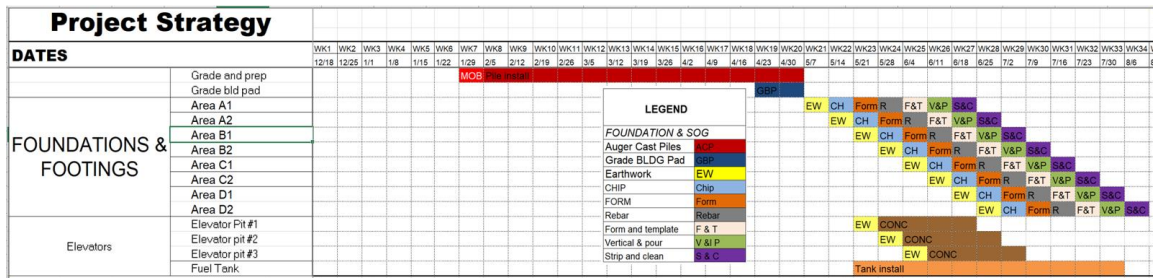 Project Strategy
DATES
WK1 WK2 WK3 WK4 WK5 WK6 WK7 WK8 WK9 WK10 WK11 WK12 WK13 WK14 WK15 WK16 WK17 WK18 WK19 WK20 WK21 WK22 WK23 WK24 WK25 WK26 WK27 WK28 WK29 WK30 WK31 WK32 WK33 WK34
12/18 12/25 1/1 1/8 1/15 1/22 1/29 2/5 2/12 2/19 2/26 3/5 3/12 3/19 3/26 4/2 4/9 4/16 4/23 4/30 5/7 5/14 5/21 5/28 6/4 6/11 6/18 6/25 7/2 7/9 7/16 7/23 7/30 8/6
Grade and prep MOB Pile install
Grade bld pad GBP
FOUNDATIONS &
FOOTINGS
Area A1 EW CH Form R F&T V&P S&C
Area A2 EW CH Form R F&T V&P S&C
Area B1 EW CH Form R F&T V&P S&C
Area B2 EW CH Form R F&T V&P S&C
Area C1 EW CH Form R F&T V&P S&C
Area C2 EW CH Form R F&T V&P S&C
Area D1 EW CH Form R F&T V&P S&C
Area D2 EW CH Form R F&T V&P S&C
Elevators
Elevator Pit #1 EW CONC
Elevator pit #2 EW CONC
Elevator pit #3 EW CONC
Fuel Tank Tank install
LEGEND
FOUNDATION & SOG
Auger Cast Piles ACP
Grade BLDG Pad GBP
Earthwork EW
CHIP Chip
FORM Form
Rebar Rebar
Form and template F & T
Vertical & pour V &I P
Strip and clean S & C